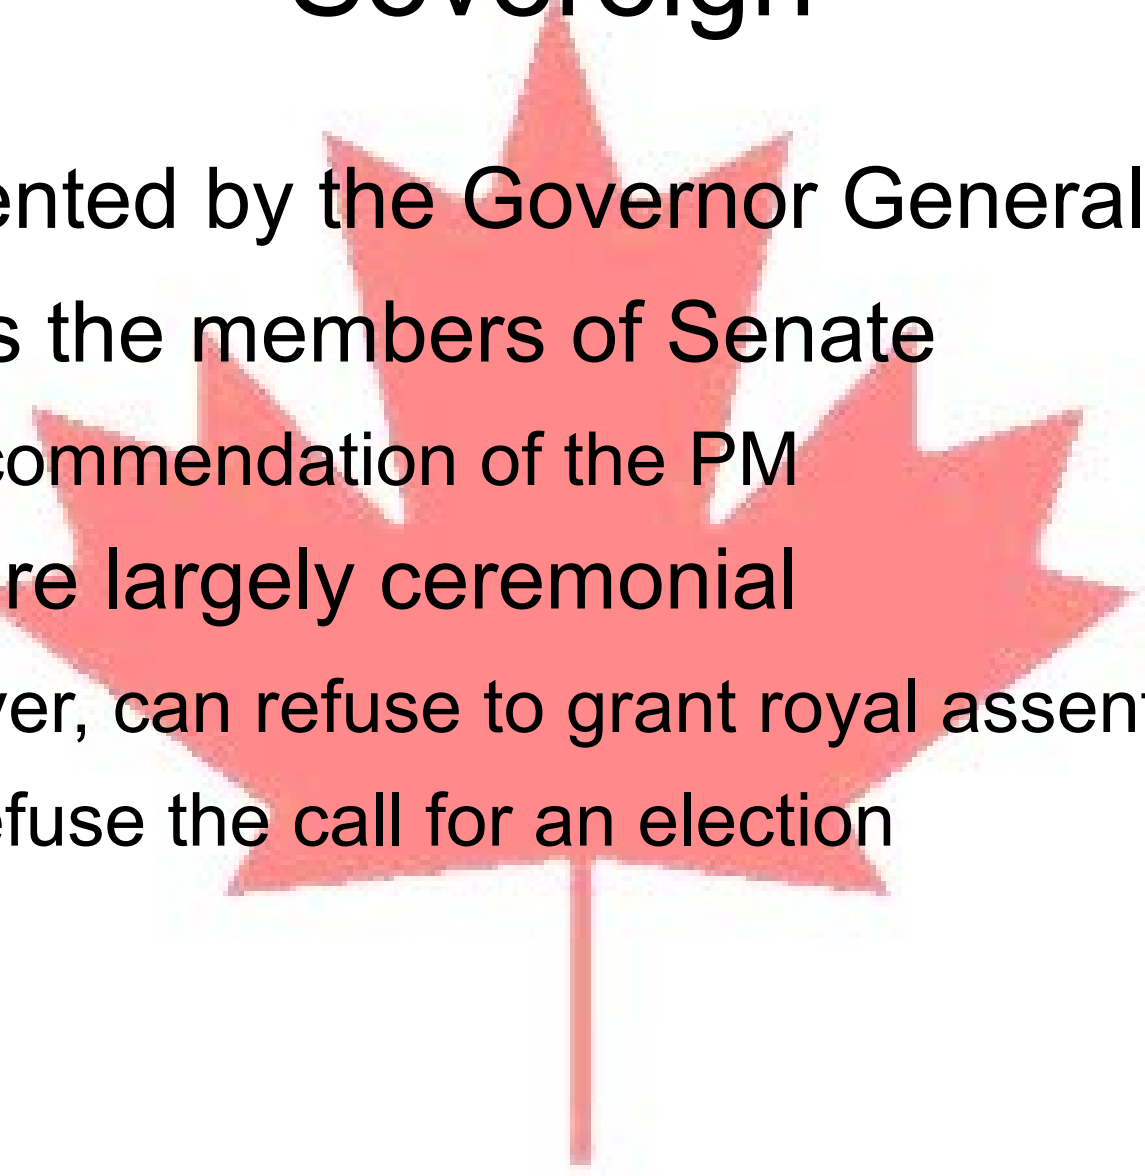 Sovereign
ented by the Governor General
s the members of Senate
commendation of the PM
re largely ceremonial
ver, can refuse to grant royal assent
efuse the call for an election